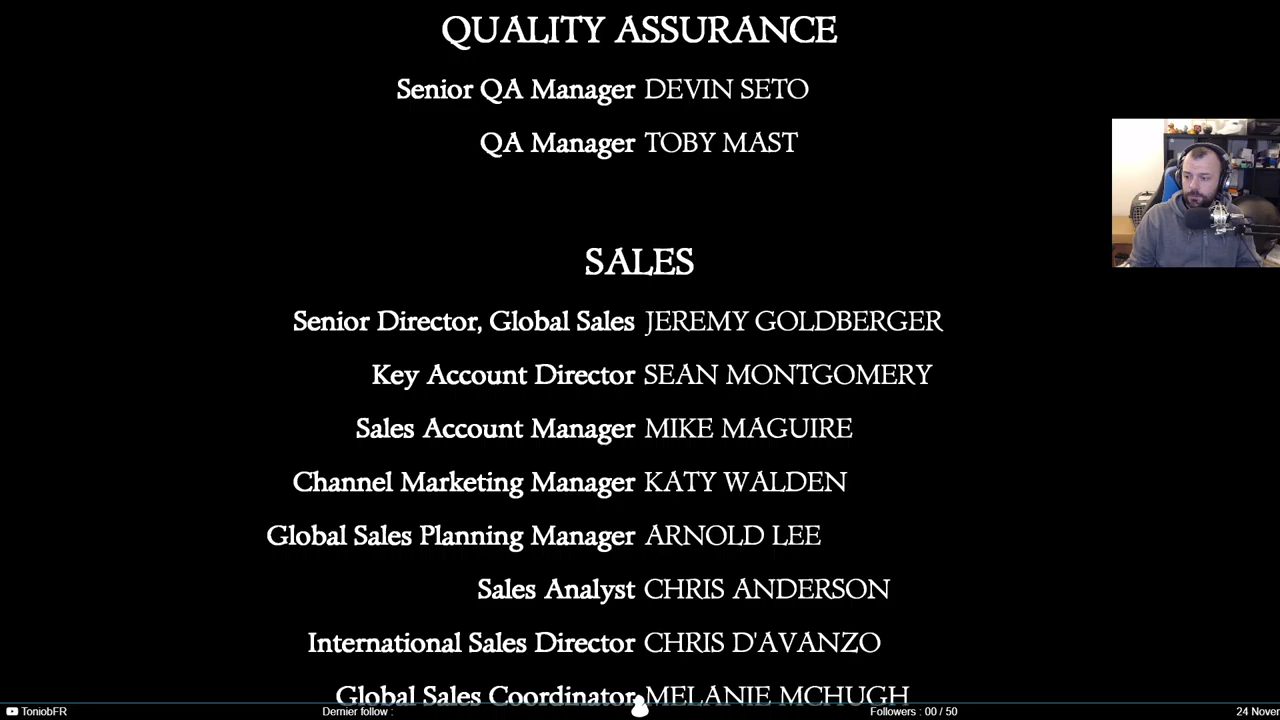 QUALITY ASSURANCE
Senior QA Manager DEVIN SETO
QA Manager TOBY MAST
SALES
Senior Director, Global Sales JEREMY GOLDBERGER
Key Account Director SEAN MONTGOMERY
Sales Account Manager MIKE MAGUIRE
Channel Marketing Manager KATY WALDEN
Global Sales Planning Manager ARNOLD LEE
Sales Analyst CHRIS ANDERSON
International Sales Director CHRIS D'AVANZO
Global Sales Coordinator MELANIE MCHUGH
ToniobFR Dernier follow : Followers : 00 / 50 24 Nover